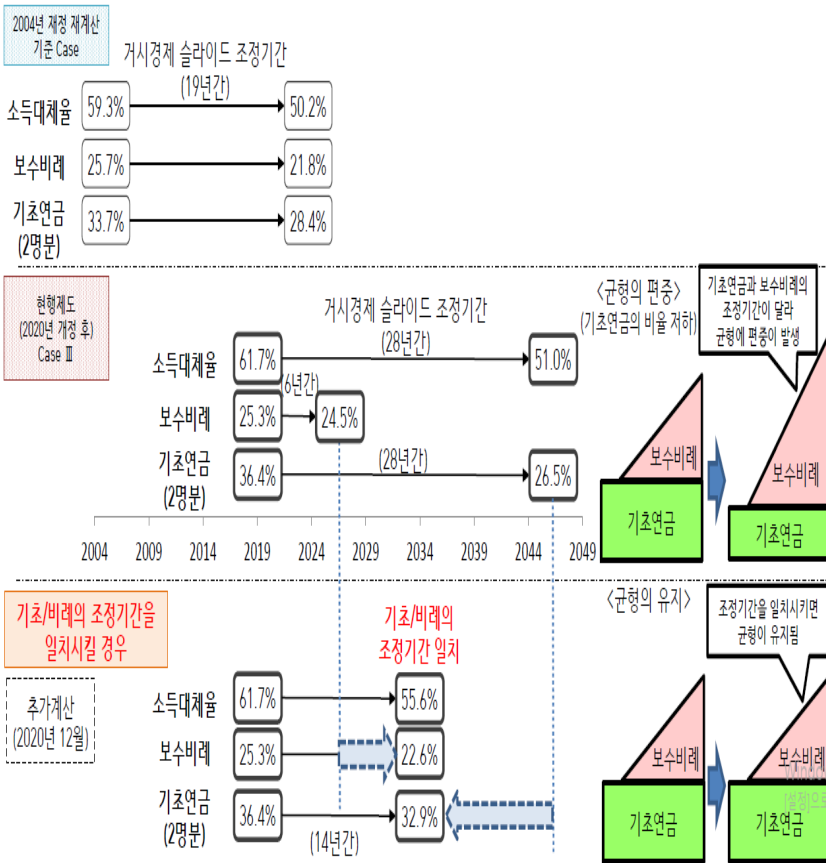 2004년 재정 재계산
기준 Case
거시경제 슬라이드 조정기간
(19년간)
소득대체율
59.3%
50.2%
보수비례
25.7%
21.8%
기초연금
(2명분)
33.7%
28.4%
현행제도
(2020년 개정 후)
Case Ⅲ
거시경제 슬라이드 조정기간
(28년간)
소득대체율
61.7%
51.0%
(6년간)
보수비례
25.3%
24.5%
기초연금
(2명분)
36.4%
(28년간)
26.5%
<균형의 편중>
(기초연금의 비율 저하)
기초연금과 보수비례의
조정기간이 달라
균형에 편중이 발생
보수비례
기초연금
보수비례
기초연금
2004 2009 2014 2019 2024 2029 2034 2039 2044 2049
기초/비례의 조정기간을
일치시킬 경우
추가계산
(2020년 12월)
기초/비례의
조정기간 일치
소득대체율
61.7%
55.6%
보수비례
25.3%
22.6%
기초연금
(2명분)
36.4%
(14년간)
32.9%
<균형의 유지>
조정기간을 일치시키면
균형이 유지됨
보수비례
기초연금
보수비례
기초연금